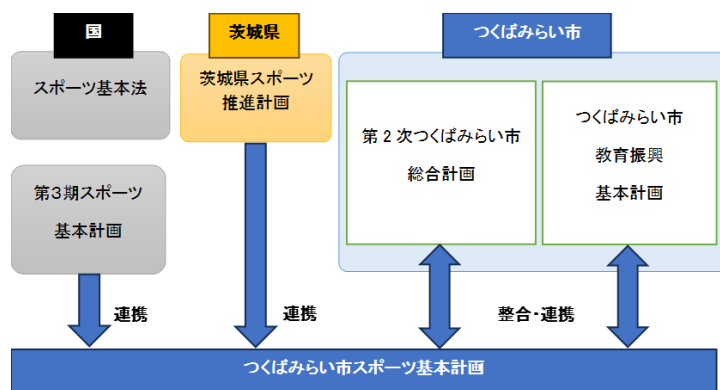 国
スポーツ基本法
第3期スポーツ
基本計画
連携
茨城県
茨城県スポーツ
推進計画
連携
つくばみらい市
第2次つくばみらい市
総合計画
つくばみらい市
教育振興
基本計画
整合・連携
つくばみらい市スポーツ基本計画